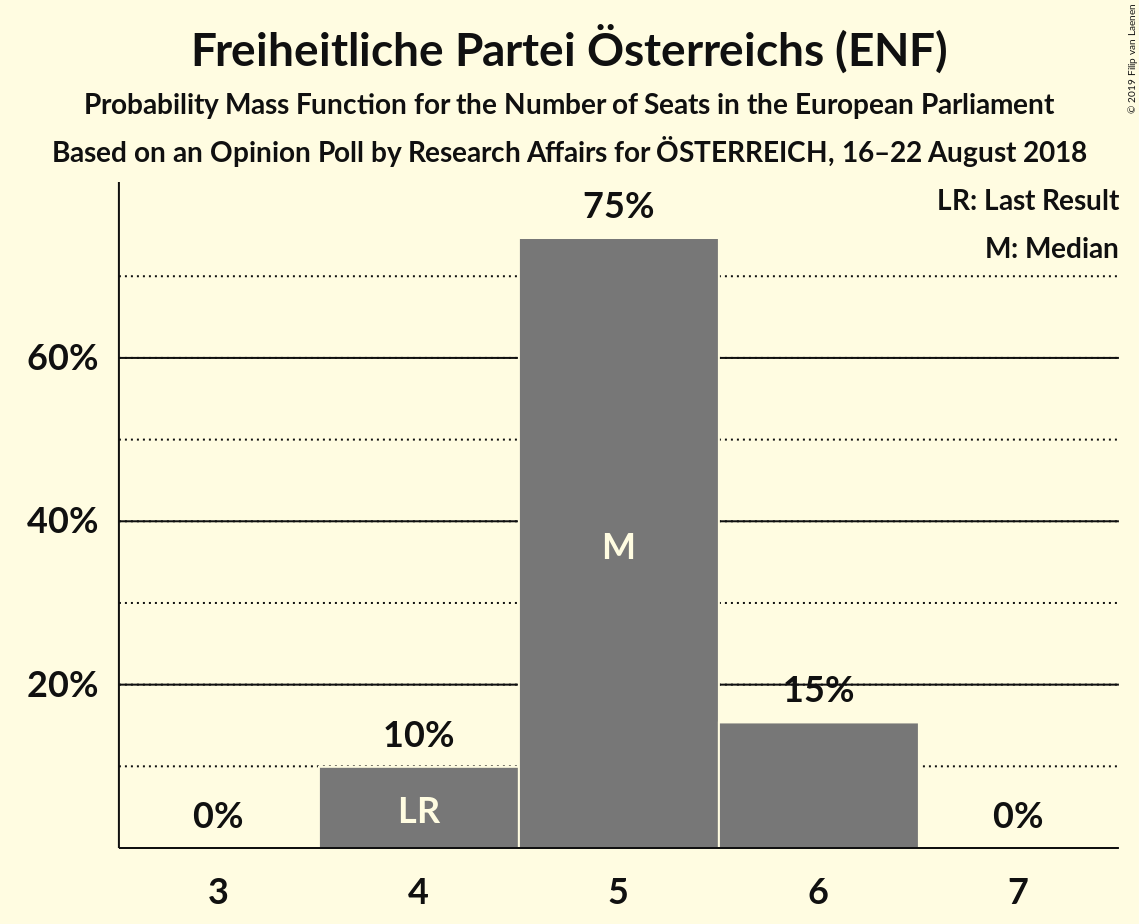 Freiheitliche Partei Österreichs (ENF)
Probability Mass Function for the Number of Seats in the European Parliament
Based on an Opinion Poll by Research Affairs for ÖSTERREICH, 16–22 August 2018
© 2019 Filip van Laenen
LR: Last Result
M: Median
75%
60%
40%
M
20%
15%
10%
LR
0%
0%
3 4 5 6 7